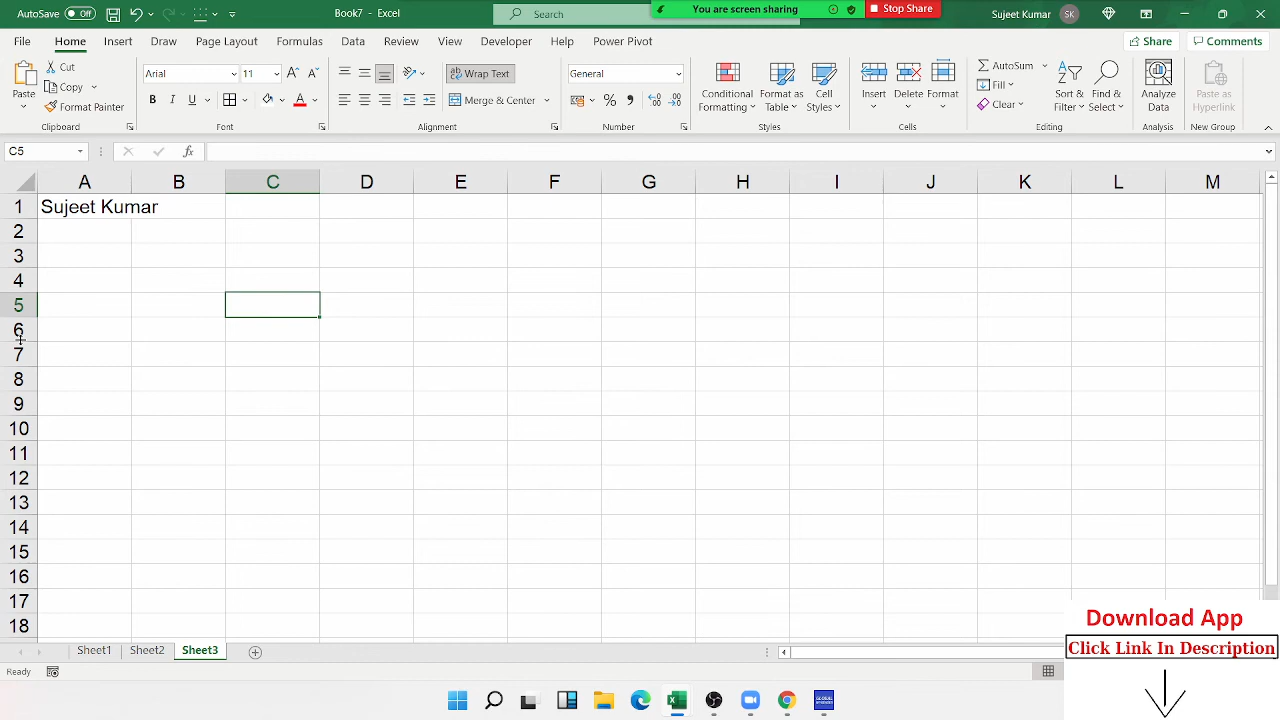 AutoSave Off Book7 - Excel Search You are screen sharing Stop Share Sujeet Kumar SK
File Home Insert Draw Page Layout Formulas Data Review View Developer Help Power Pivot Share Comments
Paste Cut Copy Format Painter Clipboard
Arial 11 A A B I U A Font
Wrap Text Merge & Center Alignment
General % Number
Conditional Formatting Format as Table Cell Styles Styles
Insert Delete Format Cells
AutoSum Fill Clear Sort & Filter Find & Select Editing
Analyze Data Analysis
Paste as Hyperlink New Group
C5 fx
A B C D E F G H I J K L M
1 Sujeet Kumar
2
3
4
5
6
7
8
9
10
11
12
13
14
15
16
17
18
Sheet1 Sheet2 Sheet3
Ready
Download App
Click Link In Description